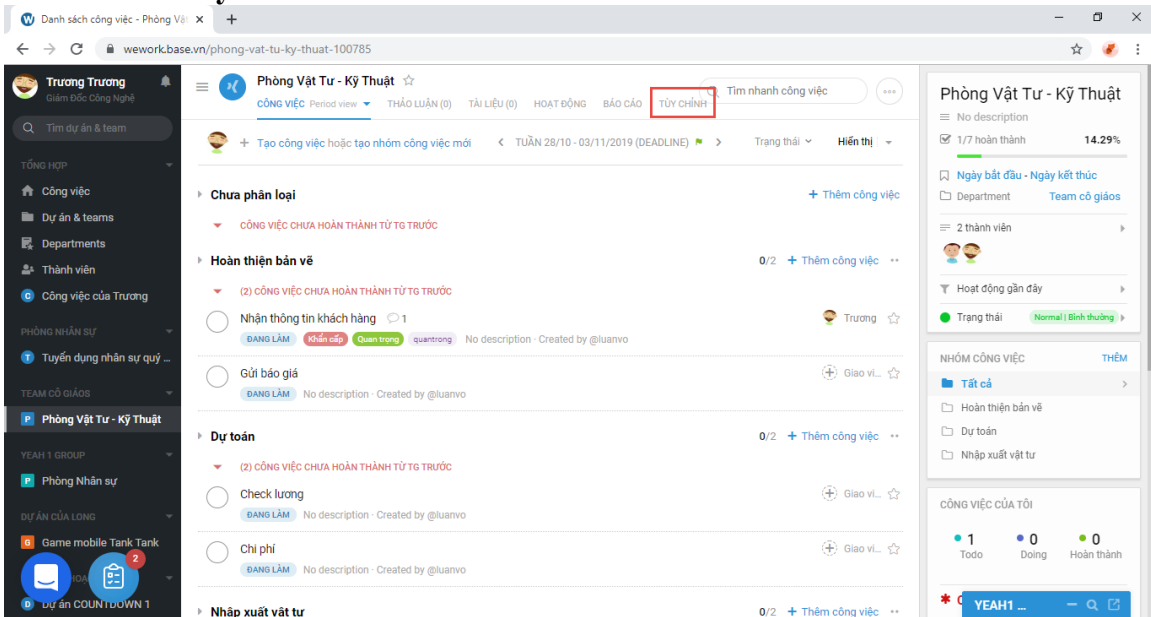 Danh sách công việc - Phòng Vậ
wework.base.vn/phong-vat-tu-ky-thuat-100785
Trương Trương
Giám Đốc Công Nghệ
Tìm dự án & team
TỔNG HỢP
Công việc
Dự án & teams
Departments
Thành viên
Công việc của Trương
PHÒNG NHÂN SỰ
Tuyển dụng nhân sự quý ...
TEAM CÔ GIÁOS
Phòng Vật Tư - Kỹ Thuật
YEAH 1 GROUP
Phòng Nhân sự
DỰ ÁN CỦA LONG
Game mobile Tank Tank
2
Dự án COUNTDOWN 1
Phòng Vật Tư - Kỹ Thuật
CÔNG VIỆC Period view THẢO LUẬN (0) TÀI LIỆU (0) HOẠT ĐỘNG BÁO CÁO TÙY CHỈNH
Tìm nhanh công việc
+ Tạo công việc hoặc tạo nhóm công việc mới
TUẦN 28/10 - 03/11/2019 (DEADLINE)
Trạng thái Hiển thị
Chưa phân loại + Thêm công việc
CÔNG VIỆC CHƯA HOÀN THÀNH TỪ TG TRƯỚC
Hoàn thiện bản vẽ 0/2 + Thêm công việc
(2) CÔNG VIỆC CHƯA HOÀN THÀNH TỪ TG TRƯỚC
Nhận thông tin khách hàng 1 Trương
ĐANG LÀM Khẩn cấp Quan trọng quantrong No description · Created by @luanvo
Gửi báo giá Giao vi...
ĐANG LÀM No description · Created by @luanvo
Dự toán 0/2 + Thêm công việc
(2) CÔNG VIỆC CHƯA HOÀN THÀNH TỪ TG TRƯỚC
Check lương Giao vi...
ĐANG LÀM No description · Created by @luanvo
Chi phí Giao vi...
ĐANG LÀM No description · Created by @luanvo
Nhập xuất vật tư 0/2 + Thêm công việc
Phòng Vật Tư - Kỹ Thuật
No description
1/7 hoàn thành 14.29%
Ngày bắt đầu - Ngày kết thúc
Department Team cô giáos
2 thành viên
Hoạt động gần đây
Trạng thái Normal | Bình thường
NHÓM CÔNG VIỆC THÊM
Tất cả
Hoàn thiện bản vẽ
Dự toán
Nhập xuất vật tư
CÔNG VIỆC CỦA TÔI
1 0 0
Todo Doing Hoàn thành
YEAH1 ...